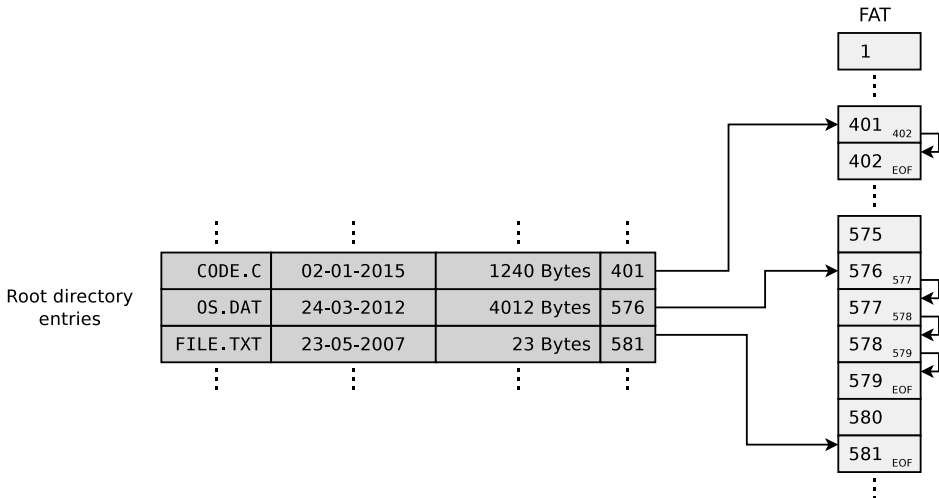 FAT
1
401 402
402 EOF
575
CODE.C 02-01-2015 1240 Bytes 401
576 577
Root directory
entries
OS.DAT 24-03-2012 4012 Bytes 576
577 578
FILE.TXT 23-05-2007 23 Bytes 581
578 579
579 EOF
580
581 EOF